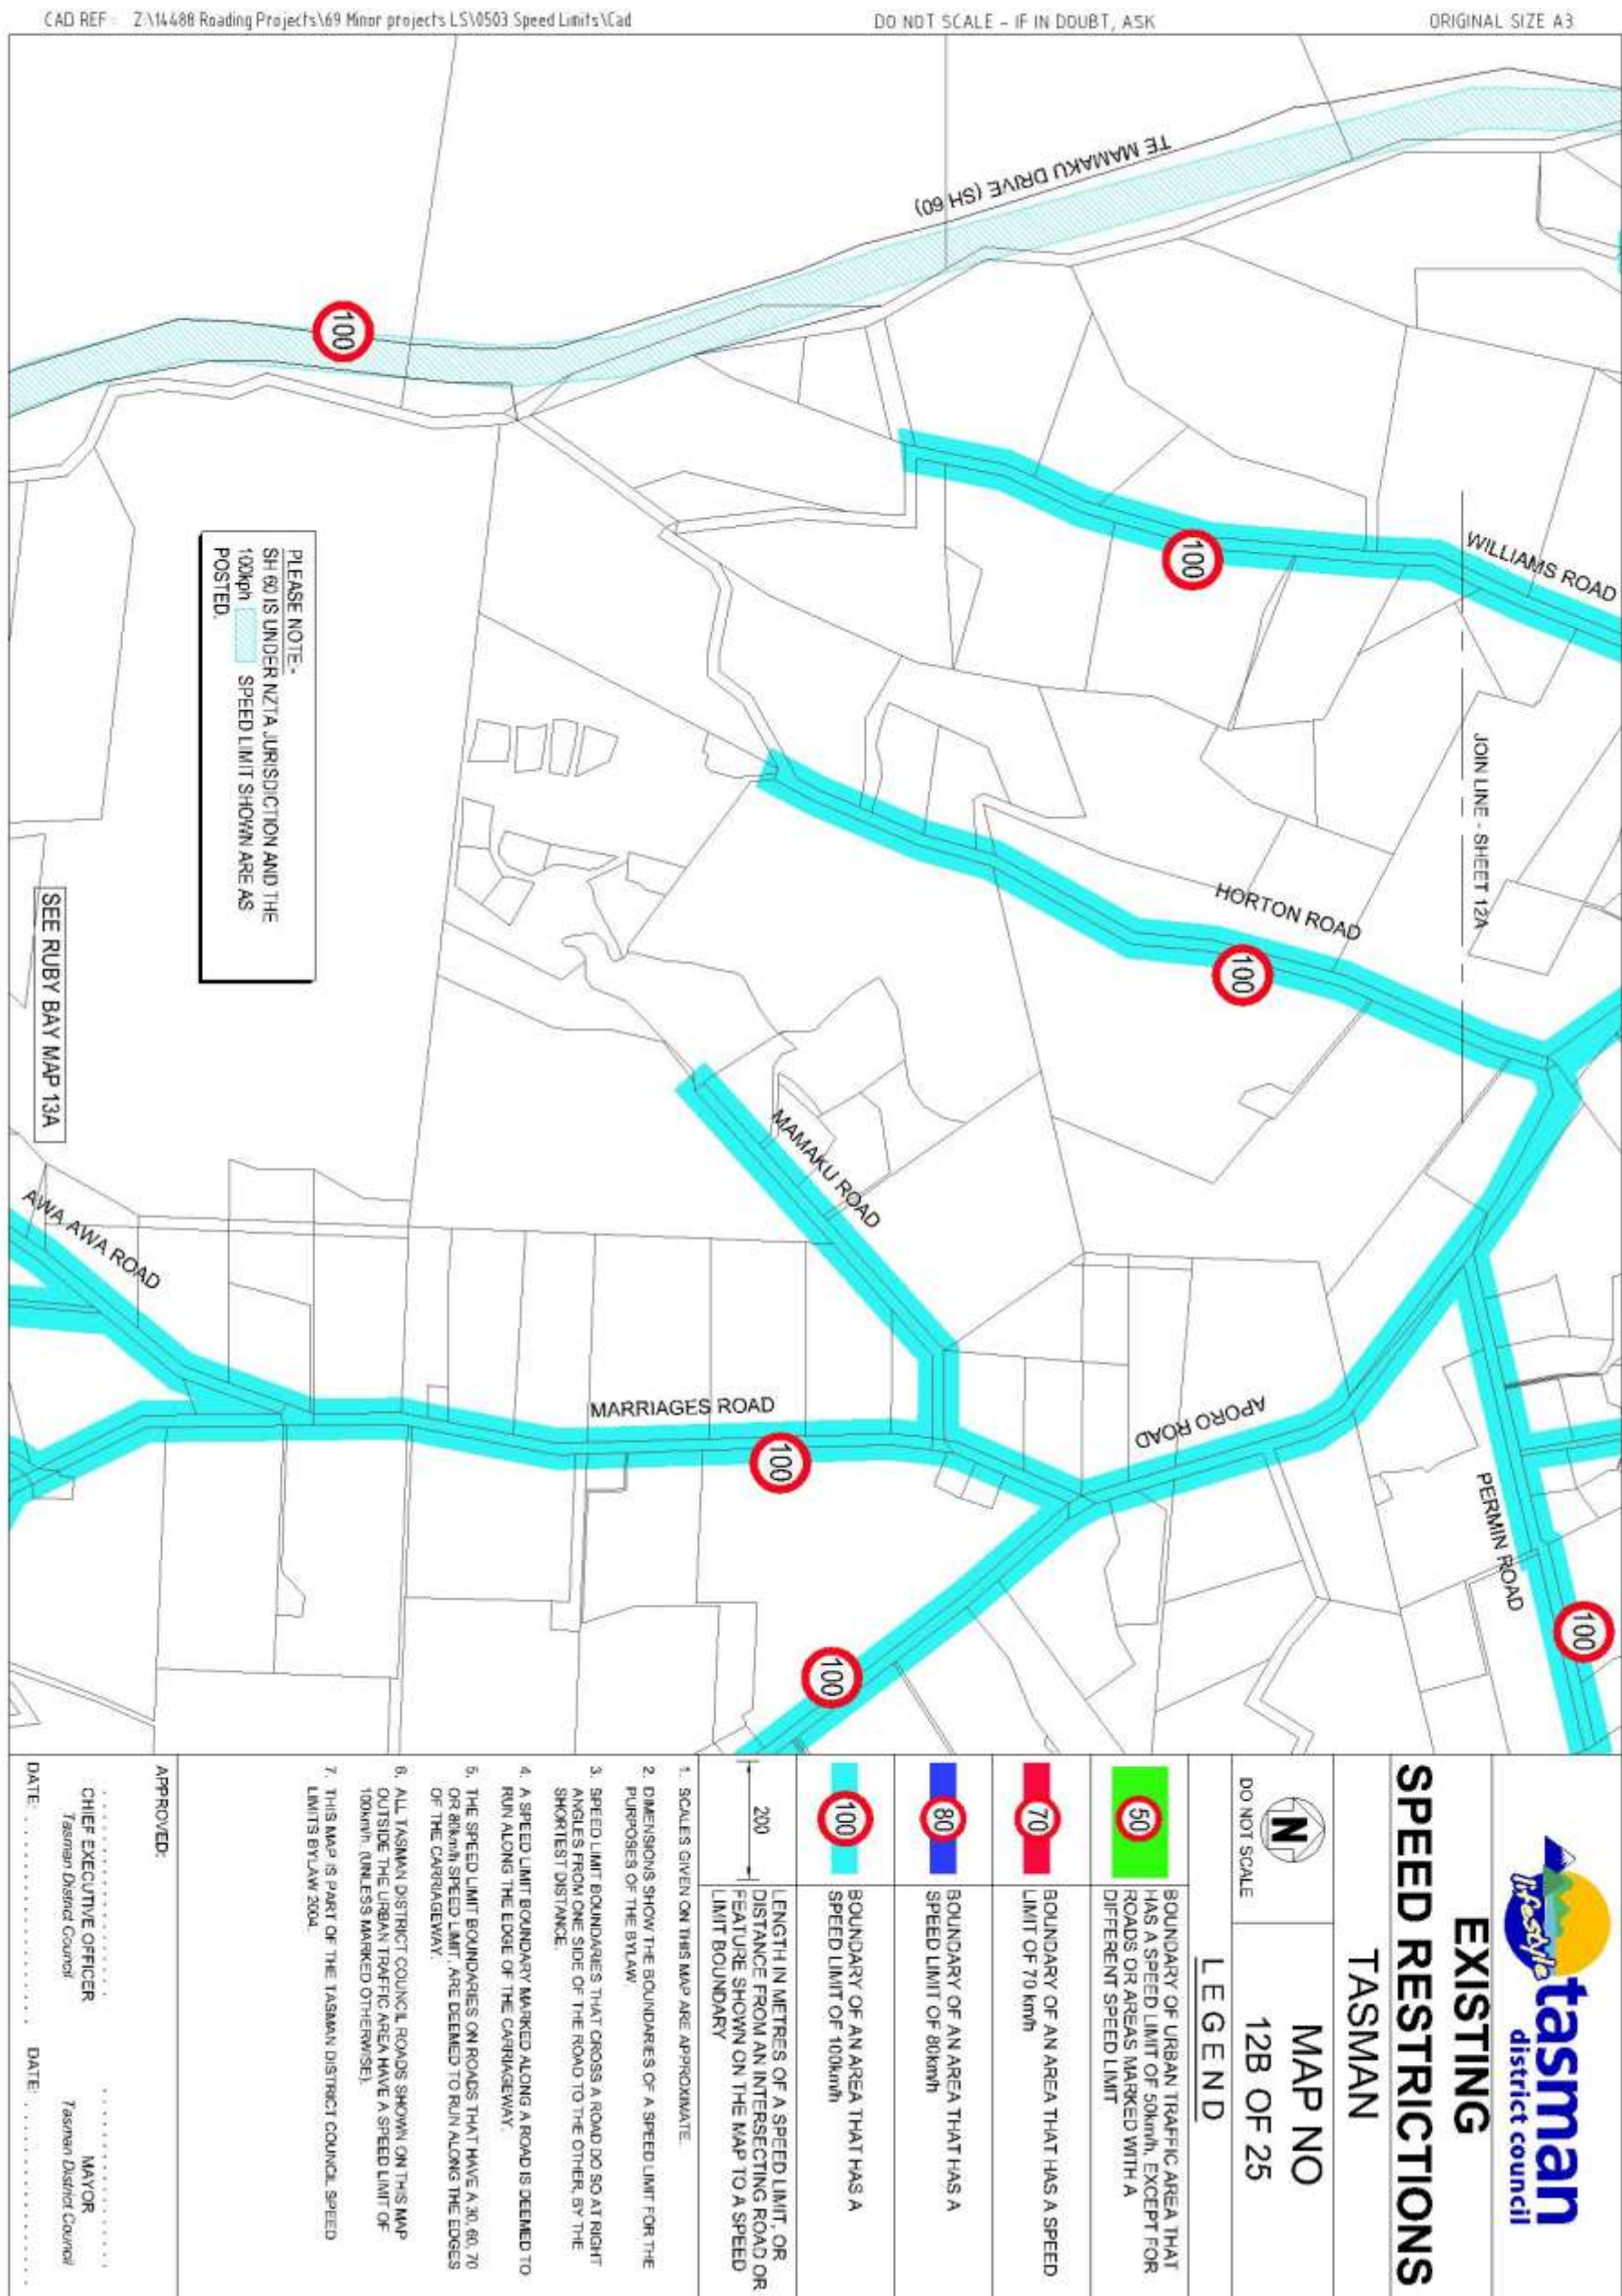 CAD REF : Z:\14488 Roading Projects\69 Minor projects LS\0503 Speed Limits\Cad
DO NOT SCALE - IF IN DOUBT, ASK
ORIGINAL SIZE A3
TE MAMAKU DRIVE (SH 60)
100
WILLIAMS ROAD
100
JOIN LINE - SHEET 12A
HORTON ROAD
100
PLEASE NOTE:-
SH 60 IS UNDER NZTA JURISDICTION AND THE
100kph SPEED LIMIT SHOWN ARE AS
POSTED.
SEE RUBY BAY MAP 13A
MAMAKU ROAD
AWA AWA ROAD
MARRIAGES ROAD
100
APORO ROAD
PERMIN ROAD
100
100
lifestyle
tasman
district council
EXISTING
SPEED RESTRICTIONS
TASMAN
N
DO NOT SCALE
MAP NO
12B OF 25
LEGEND
50
BOUNDARY OF URBAN TRAFFIC AREA THAT
HAS A SPEED LIMIT OF 50km/h, EXCEPT FOR
ROADS OR AREAS MARKED WITH A
DIFFERENT SPEED LIMIT
70
BOUNDARY OF AN AREA THAT HAS A SPEED
LIMIT OF 70 km/h
80
BOUNDARY OF AN AREA THAT HAS A
SPEED LIMIT OF 80km/h
100
BOUNDARY OF AN AREA THAT HAS A
SPEED LIMIT OF 100km/h
200
LENGTH IN METRES OF A SPEED LIMIT, OR
DISTANCE FROM AN INTERSECTING ROAD OR
FEATURE SHOWN ON THE MAP TO A SPEED
LIMIT BOUNDARY
1. SCALES GIVEN ON THIS MAP ARE APPROXIMATE.
2. DIMENSIONS SHOW THE BOUNDARIES OF A SPEED LIMIT FOR THE
PURPOSES OF THE BYLAW
3. SPEED LIMIT BOUNDARIES THAT CROSS A ROAD DO SO AT RIGHT
ANGLES FROM ONE SIDE OF THE ROAD TO THE OTHER, BY THE
SHORTEST DISTANCE.
4. A SPEED LIMIT BOUNDARY MARKED ALONG A ROAD IS DEEMED TO
RUN ALONG THE EDGE OF THE CARRIAGEWAY.
5. THE SPEED LIMIT BOUNDARIES ON ROADS THAT HAVE A 30, 60, 70
OR 80km/h SPEED LIMIT, ARE DEEMED TO RUN ALONG THE EDGES
OF THE CARRIAGEWAY.
6. ALL TASMAN DISTRICT COUNCIL ROADS SHOWN ON THIS MAP
OUTSIDE THE URBAN TRAFFIC AREA HAVE A SPEED LIMIT OF
100km/h. (UNLESS MARKED OTHERWISE).
7. THIS MAP IS PART OF THE TASMAN DISTRICT COUNCIL SPEED
LIMITS BYLAW 2004.
APPROVED:
CHIEF EXECUTIVE OFFICER
Tasman District Council
MAYOR
Tasman District Council
DATE:
DATE: